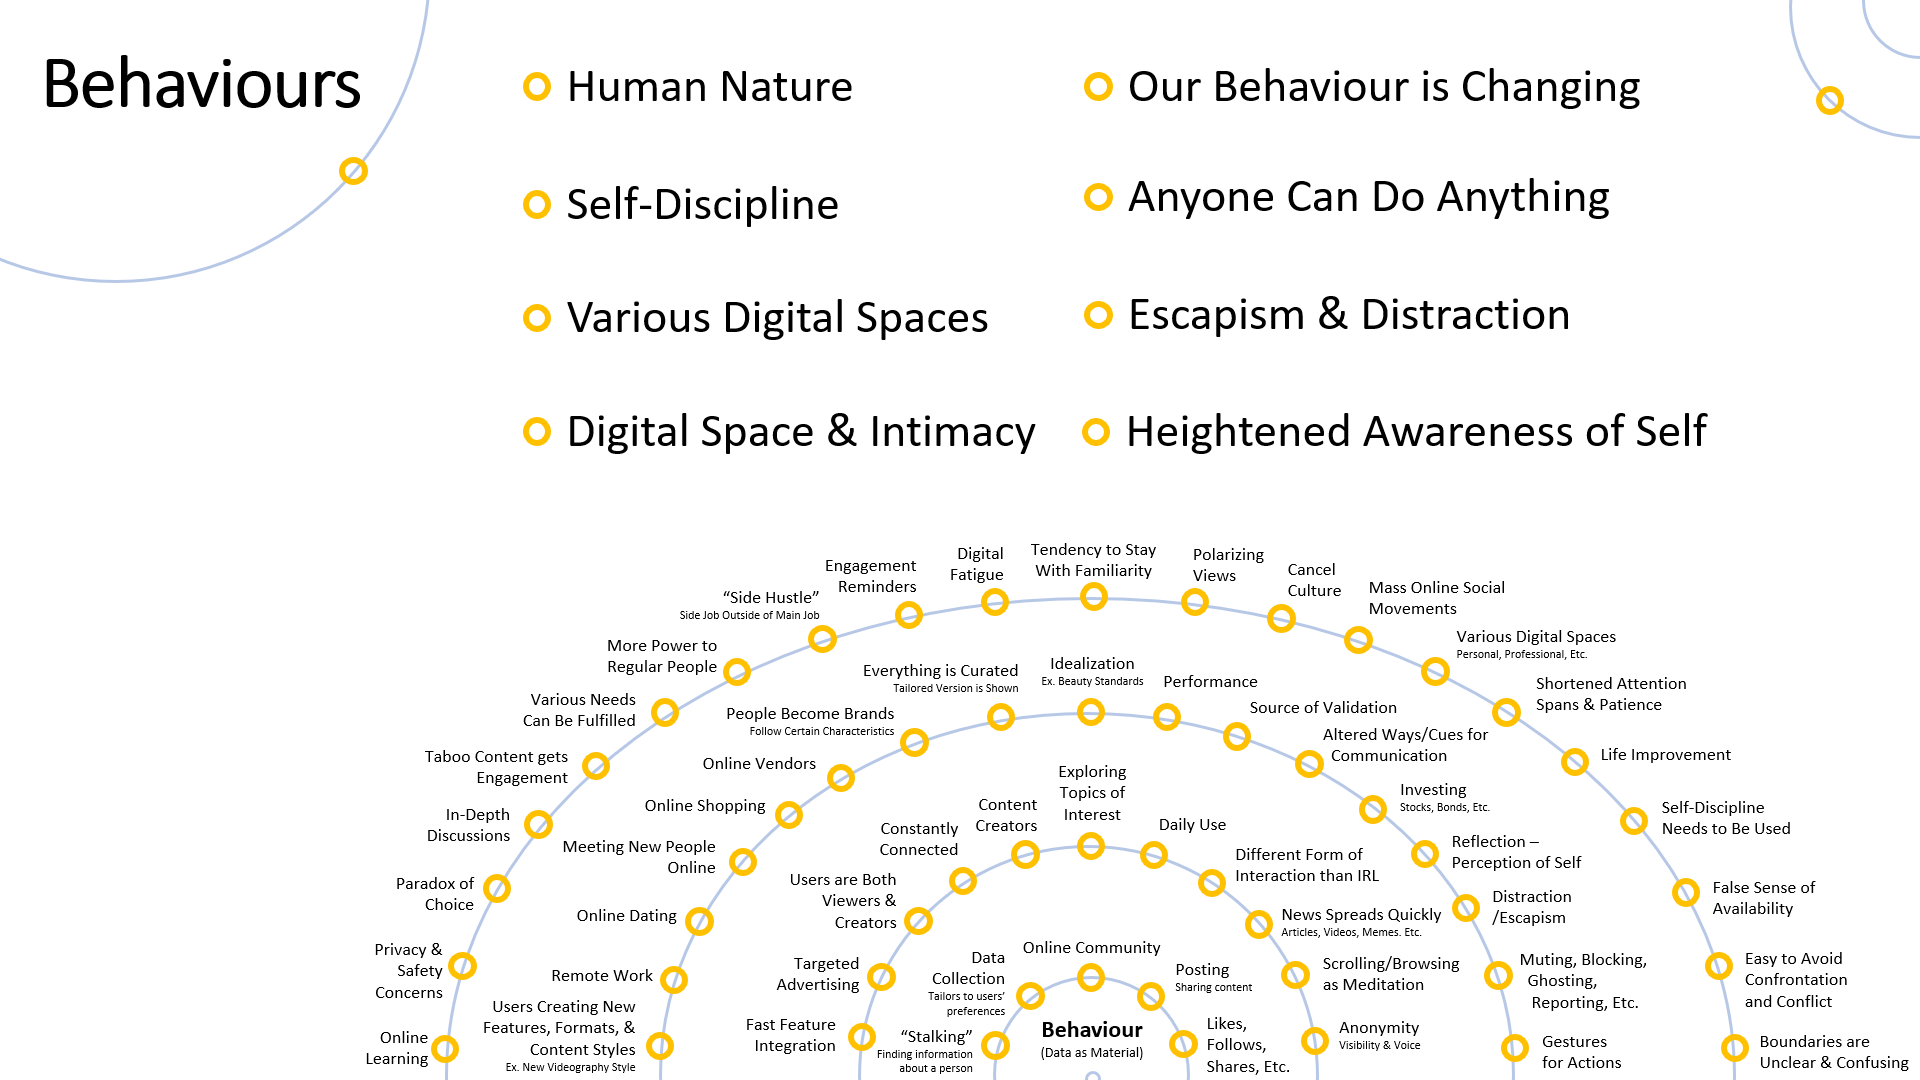 Behaviours
Human Nature
Self-Discipline
Various Digital Spaces
Digital Space & Intimacy
Our Behaviour is Changing
Anyone Can Do Anything
Escapism & Distraction
Heightened Awareness of Self
Online
Learning
Privacy &
Safety
Concerns
Paradox of
Choice
In-Depth
Discussions
Taboo Content gets
Engagement
Various Needs
Can Be Fulfilled
More Power to
Regular People
“Side Hustle”
Side Job Outside of Main Job
Engagement
Reminders
Digital
Fatigue
Tendency to Stay
With Familiarity
Polarizing
Views
Cancel
Culture
Mass Online Social
Movements
Various Digital Spaces
Personal, Professional, Etc.
Shortened Attention
Spans & Patience
Life Improvement
Self-Discipline
Needs to Be Used
False Sense of
Availability
Easy to Avoid
Confrontation
and Conflict
Boundaries are
Unclear & Confusing
Users Creating New
Features, Formats, &
Content Styles
Ex. New Videography Style
Remote Work
Online Dating
Meeting New People
Online
Online Shopping
Online Vendors
People Become Brands
Follow Certain Characteristics
Everything is Curated
Tailored Version is Shown
Idealization
Ex. Beauty Standards
Performance
Source of Validation
Altered Ways/Cues for
Communication
Investing
Stocks, Bonds, Etc.
Reflection –
Perception of Self
Distraction
/Escapism
Muting, Blocking,
Ghosting,
Reporting, Etc.
Gestures
for Actions
Fast Feature
Integration
Targeted
Advertising
Users are Both
Viewers &
Creators
Constantly
Connected
Content
Creators
Exploring
Topics of
Interest
Daily Use
Different Form of
Interaction than IRL
News Spreads Quickly
Articles, Videos, Memes. Etc.
Scrolling/Browsing
as Meditation
Anonymity
Visibility & Voice
“Stalking”
Finding information
about a person
Data
Collection
Tailors to users’
preferences
Online Community
Posting
Sharing content
Likes,
Follows,
Shares, Etc.
Behaviour
(Data as Material)